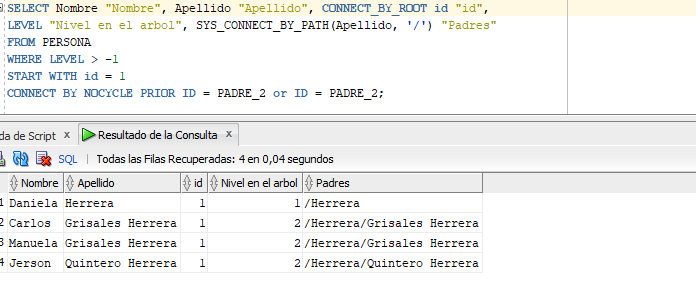 SELECT Nombre "Nombre", Apellido "Apellido", CONNECT_BY_ROOT id "id",
LEVEL "Nivel en el arbol", SYS_CONNECT_BY_PATH(Apellido, '/') "Padres"
FROM PERSONA
WHERE LEVEL > -1
START WITH id = 1
CONNECT BY NOCYCLE PRIOR ID = PADRE_2 or ID = PADRE_2;
da de Script x Resultado de la Consulta x
SQL | Todas las Filas Recuperadas: 4 en 0,04 segundos
Nombre Apellido id Nivel en el arbol Padres
1 Daniela Herrera 1 1 /Herrera
2 Carlos Grisales Herrera 1 2 /Herrera/Grisales Herrera
3 Manuela Grisales Herrera 1 2 /Herrera/Grisales Herrera
4 Jerson Quintero Herrera 1 2 /Herrera/Quintero Herrera